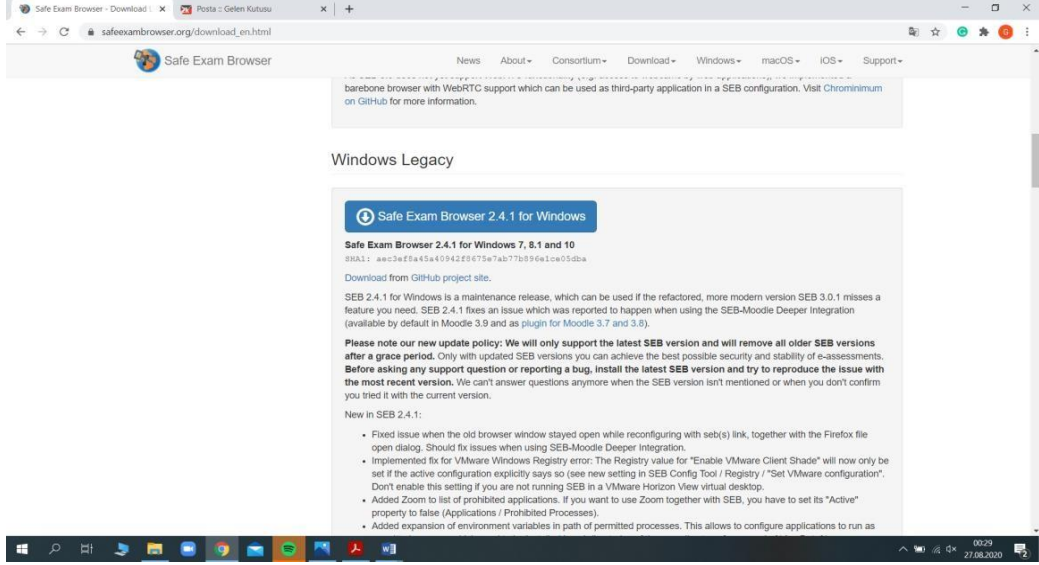 Safe Exam Browser - Download
Posta :: Gelen Kutusu
safeexambrowser.org/download_en.html
G
Safe Exam Browser
News About Consortium Download Windows macOS iOS Support
barebone browser with WebRTC support which can be used as third-party application in a SEB configuration. Visit Chrominimum
on GitHub for more information.
Windows Legacy
Safe Exam Browser 2.4.1 for Windows
Safe Exam Browser 2.4.1 for Windows 7, 8.1 and 10
SHA1:
Download from GitHub project site.
SEB 2.4.1 for Windows is a maintenance release, which can be used if the refactored, more modern version SEB 3.0.1 misses a
feature you need. SEB 2.4.1 fixes an issue which was reported to happen when using the SEB-Moodle Deeper Integration
(available by default in Moodle 3.9 and as plugin for Moodle 3.7 and 3.8).
Please note our new update policy: We will only support the latest SEB version and will remove all older SEB versions
after a grace period. Only with updated SEB versions you can achieve the best possible security and stability of e-assessments.
Before asking any support question or reporting a bug, install the latest SEB version and try to reproduce the issue with
the most recent version. We can't answer questions anymore when the SEB version isn't mentioned or when you don't confirm
you tried it with the current version.
New in SEB 2.4.1:
• Fixed issue when the old browser window stayed open while reconfiguring with seb(s) link, together with the Firefox file
open dialog. Should fix issues when using SEB-Moodle Deeper Integration.
• Implemented fix for VMware Windows Registry error: The Registry value for "Enable VMware Client Shade" will now only be
set if the active configuration explicitly says so (see new setting in SEB Config Tool / Registry / "Set VMware configuration".
Don't enable this setting if you are not running SEB in a VMware Horizon View virtual desktop.
• Added Zoom to list of prohibited applications. If you want to use Zoom together with SEB, you have to set its "Active"
property to false (Applications / Prohibited Processes).
• Added expansion of environment variables in path of permitted processes. This allows to configure applications to run as
00:29
27.08.2020